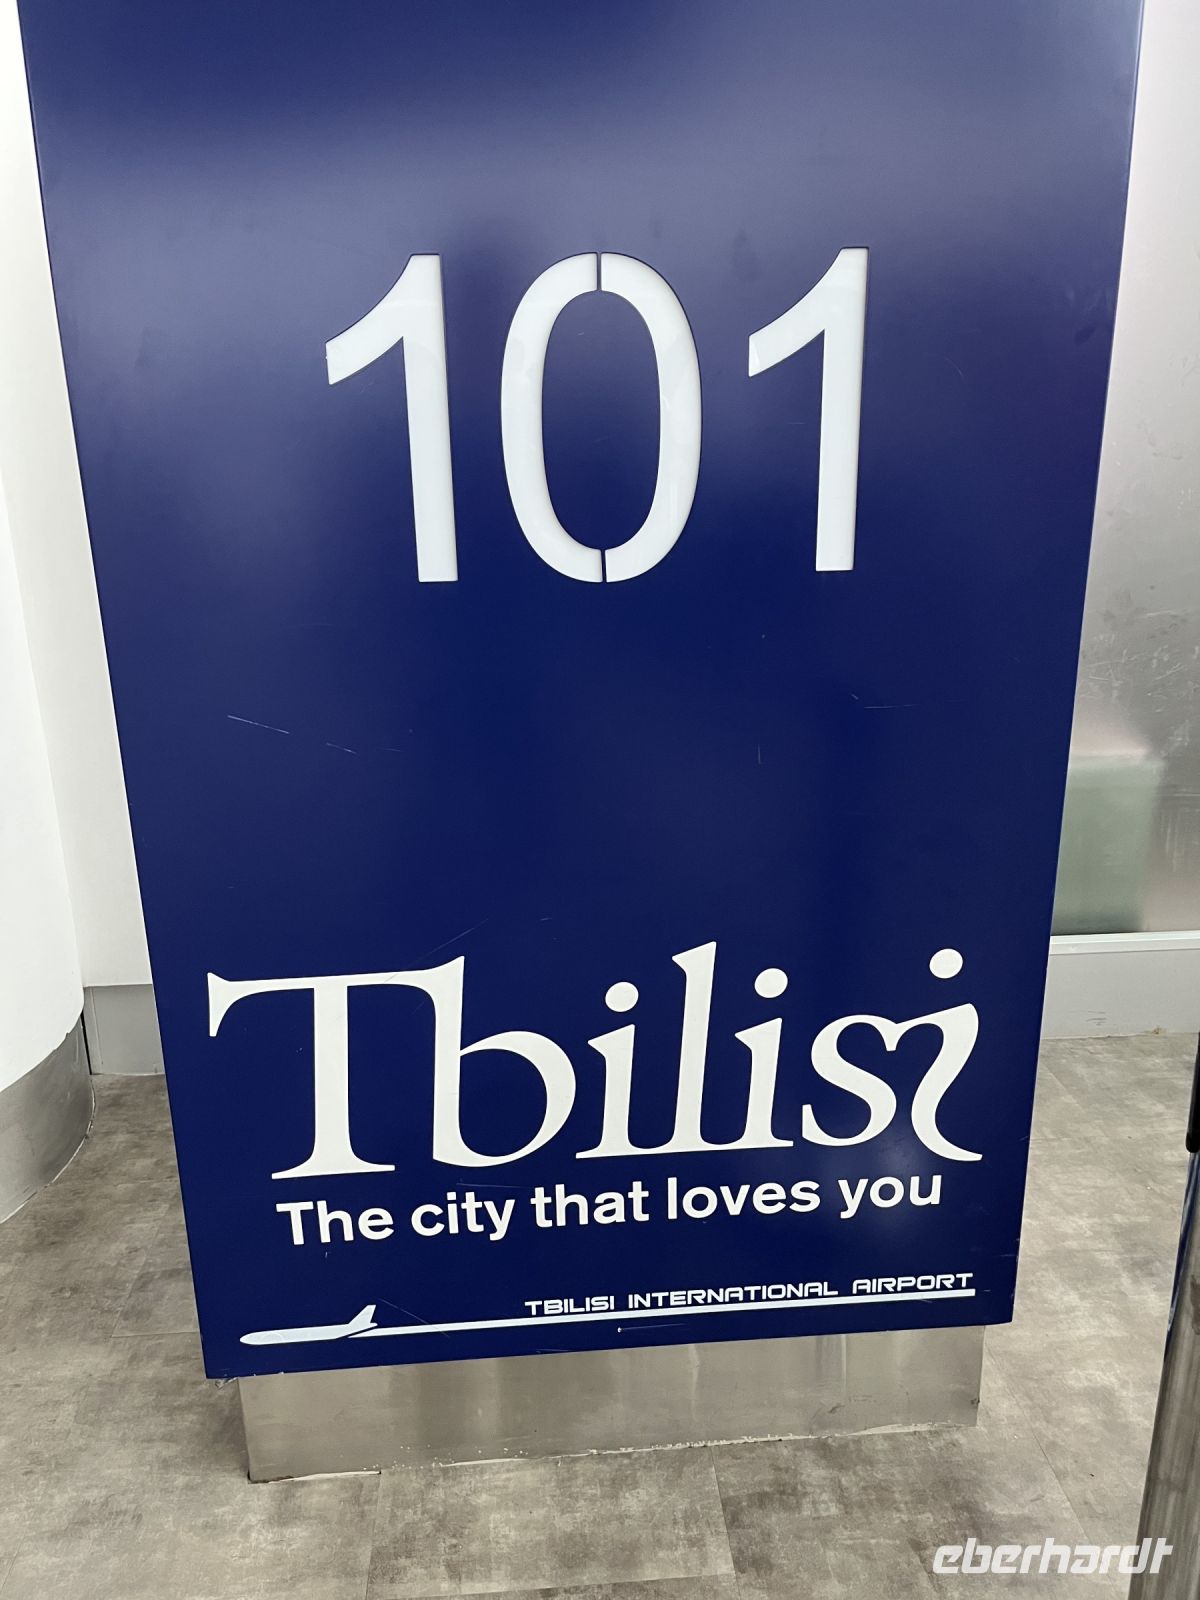 101
Tbilisi
The city that loves you
TBILISI INTERNATIONAL AIRPORT
eberhardt